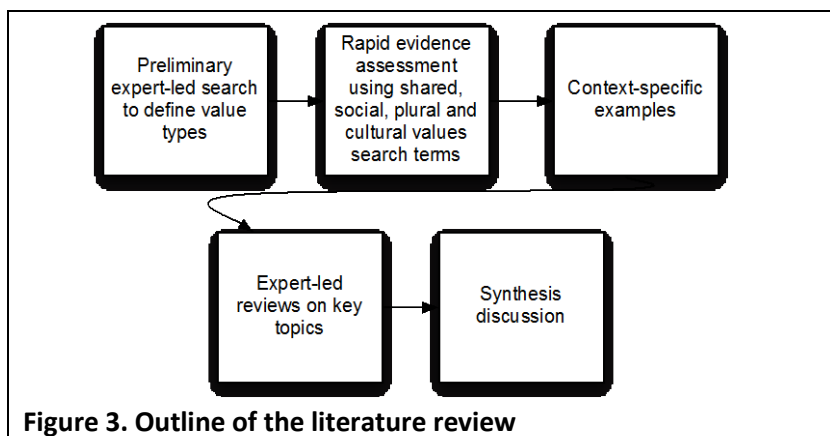 Preliminary
expert-led search
to define value
types
Rapid evidence
assessment
using shared,
social, plural and
cultural values
search terms
Context-specific
examples
Expert-led
reviews on key
topics
Synthesis
discussion
Figure 3. Outline of the literature review